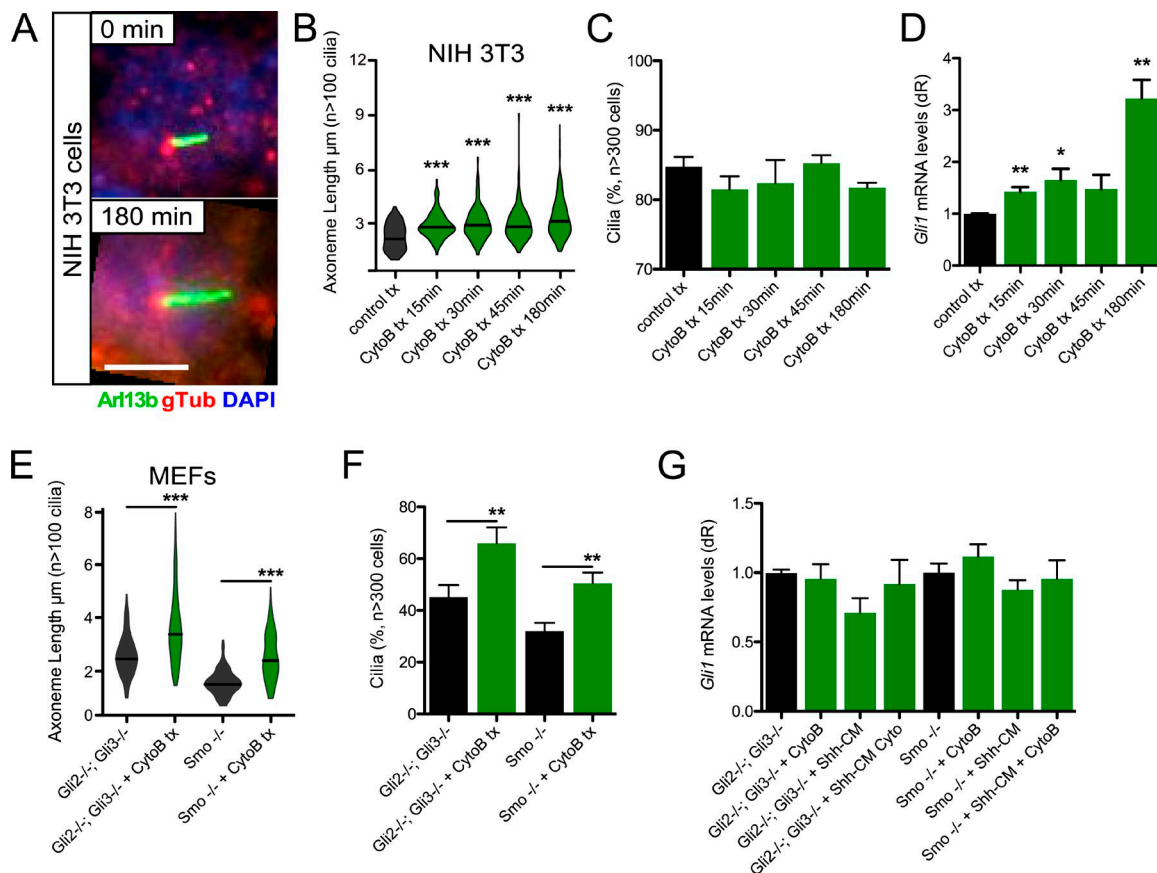 A
NIH 3T3 cells
0 min
180 min
Arl13b gTub DAPI
B
NIH 3T3
Axoneme Length µm (n>100 cilia)
12
9
6
3
control tx
CytoB tx 15min
CytoB tx 30min
CytoB tx 45min
CytoB tx 180min
***
***
***
***
C
Cilia (%, n>300 cells)
100
90
80
70
control tx
CytoB tx 15min
CytoB tx 30min
CytoB tx 45min
CytoB tx 180min
D
Gli1 mRNA levels (dR)
4
3
2
1
0
**
*
**
control tx
CytoB tx 15min
CytoB tx 30min
CytoB tx 45min
CytoB tx 180min
E
MEFs
Axoneme Length µm (n>100 cilia)
8
6
4
2
0
***
***
Gli2-/-; Gli3-/-
Gli2-/-; Gli3-/- + CytoB tx
Smo -/-
Smo -/- + CytoB tx
F
Cilia (%, n>300 cells)
80
60
40
20
0
**
**
Gli2-/-; Gli3-/-
Gli2-/-; Gli3-/- + CytoB tx
Smo -/-
Smo -/- + CytoB tx
G
Gli1 mRNA levels (dR)
1.5
1.0
0.5
0.0
Gli2-/-; Gli3-/-
Gli2-/-; Gli3-/- + CytoB
Gli2-/-; Gli3-/- + Shh-CM
Gli2-/-; Gli3-/- + Shh-CM Cyto
Smo -/-
Smo -/- + CytoB
Smo -/- + Shh-CM
Smo -/- + Shh-CM + CytoB